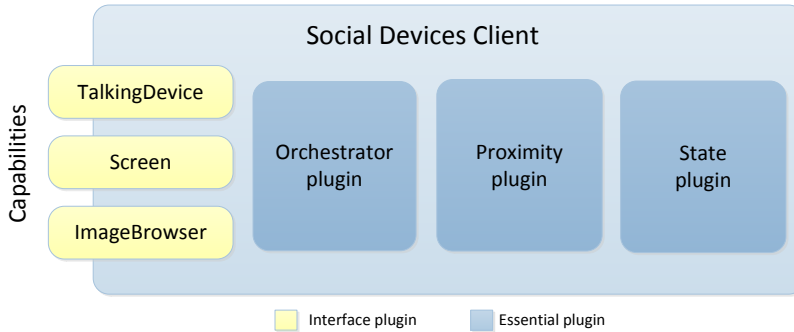 Social Devices Client
Capabilities
TalkingDevice
Screen
ImageBrowser
Orchestrator
plugin
Proximity
plugin
State
plugin
Interface plugin
Essential plugin